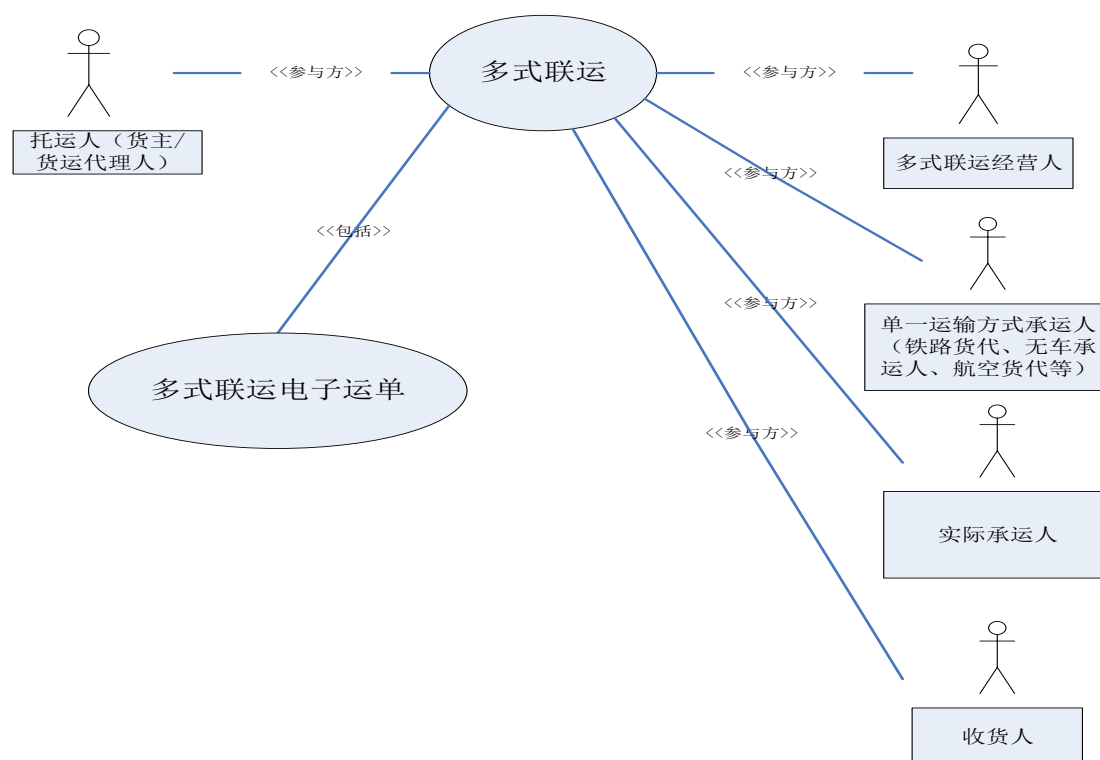 多式联运
<<参与方>>
<<参与方>>
托运人（货主/
货运代理人）
多式联运经营人
<<参与方>>
<<包括>>
<<参与方>>
单一运输方式承运人
（铁路货代、无车承
运人、航空货代等）
多式联运电子运单
<<参与方>>
实际承运人
收货人